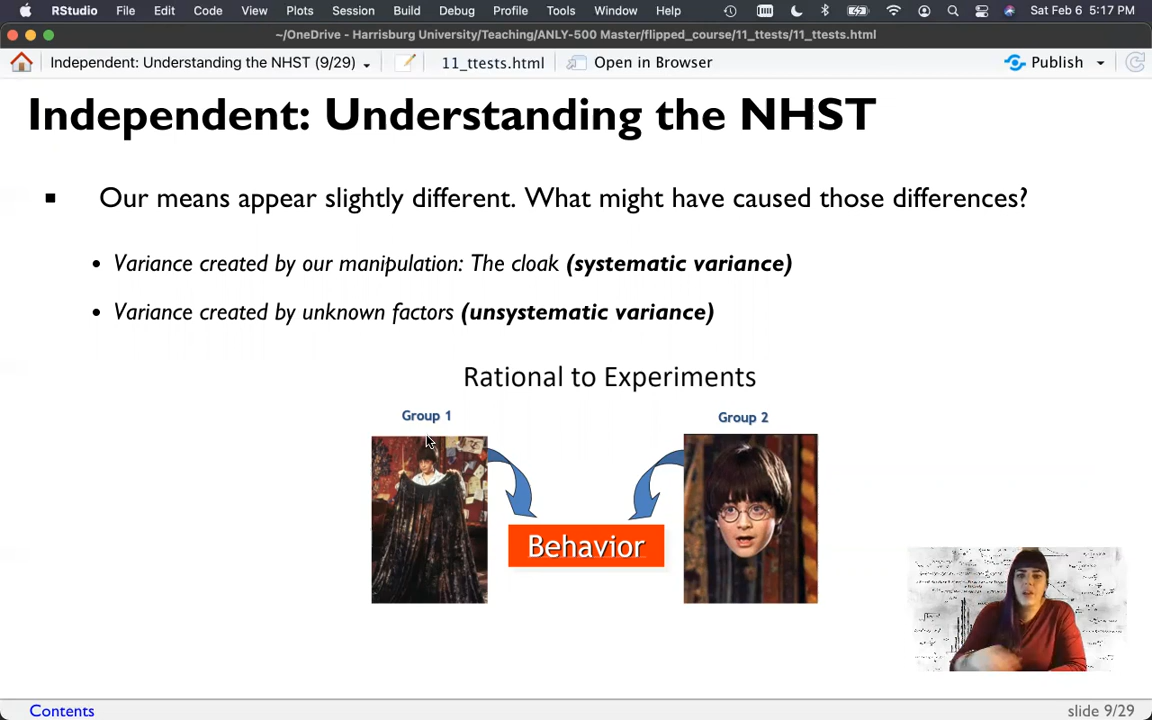 RStudio File Edit Code View Plots Session Build Debug Profile Tools Window Help Sat Feb 6 5:17 PM
~/OneDrive - Harrisburg University/Teaching/ANLY-500 Master/flipped_course/11_ttests/11_ttests.html
Independent: Understanding the NHST (9/29) 11_ttests.html Open in Browser Publish
Independent: Understanding the NHST
Our means appear slightly different. What might have caused those differences?
• Variance created by our manipulation: The cloak (systematic variance)
• Variance created by unknown factors (unsystematic variance)
Rational to Experiments
Group 1
Group 2
Behavior
Contents
slide 9/29